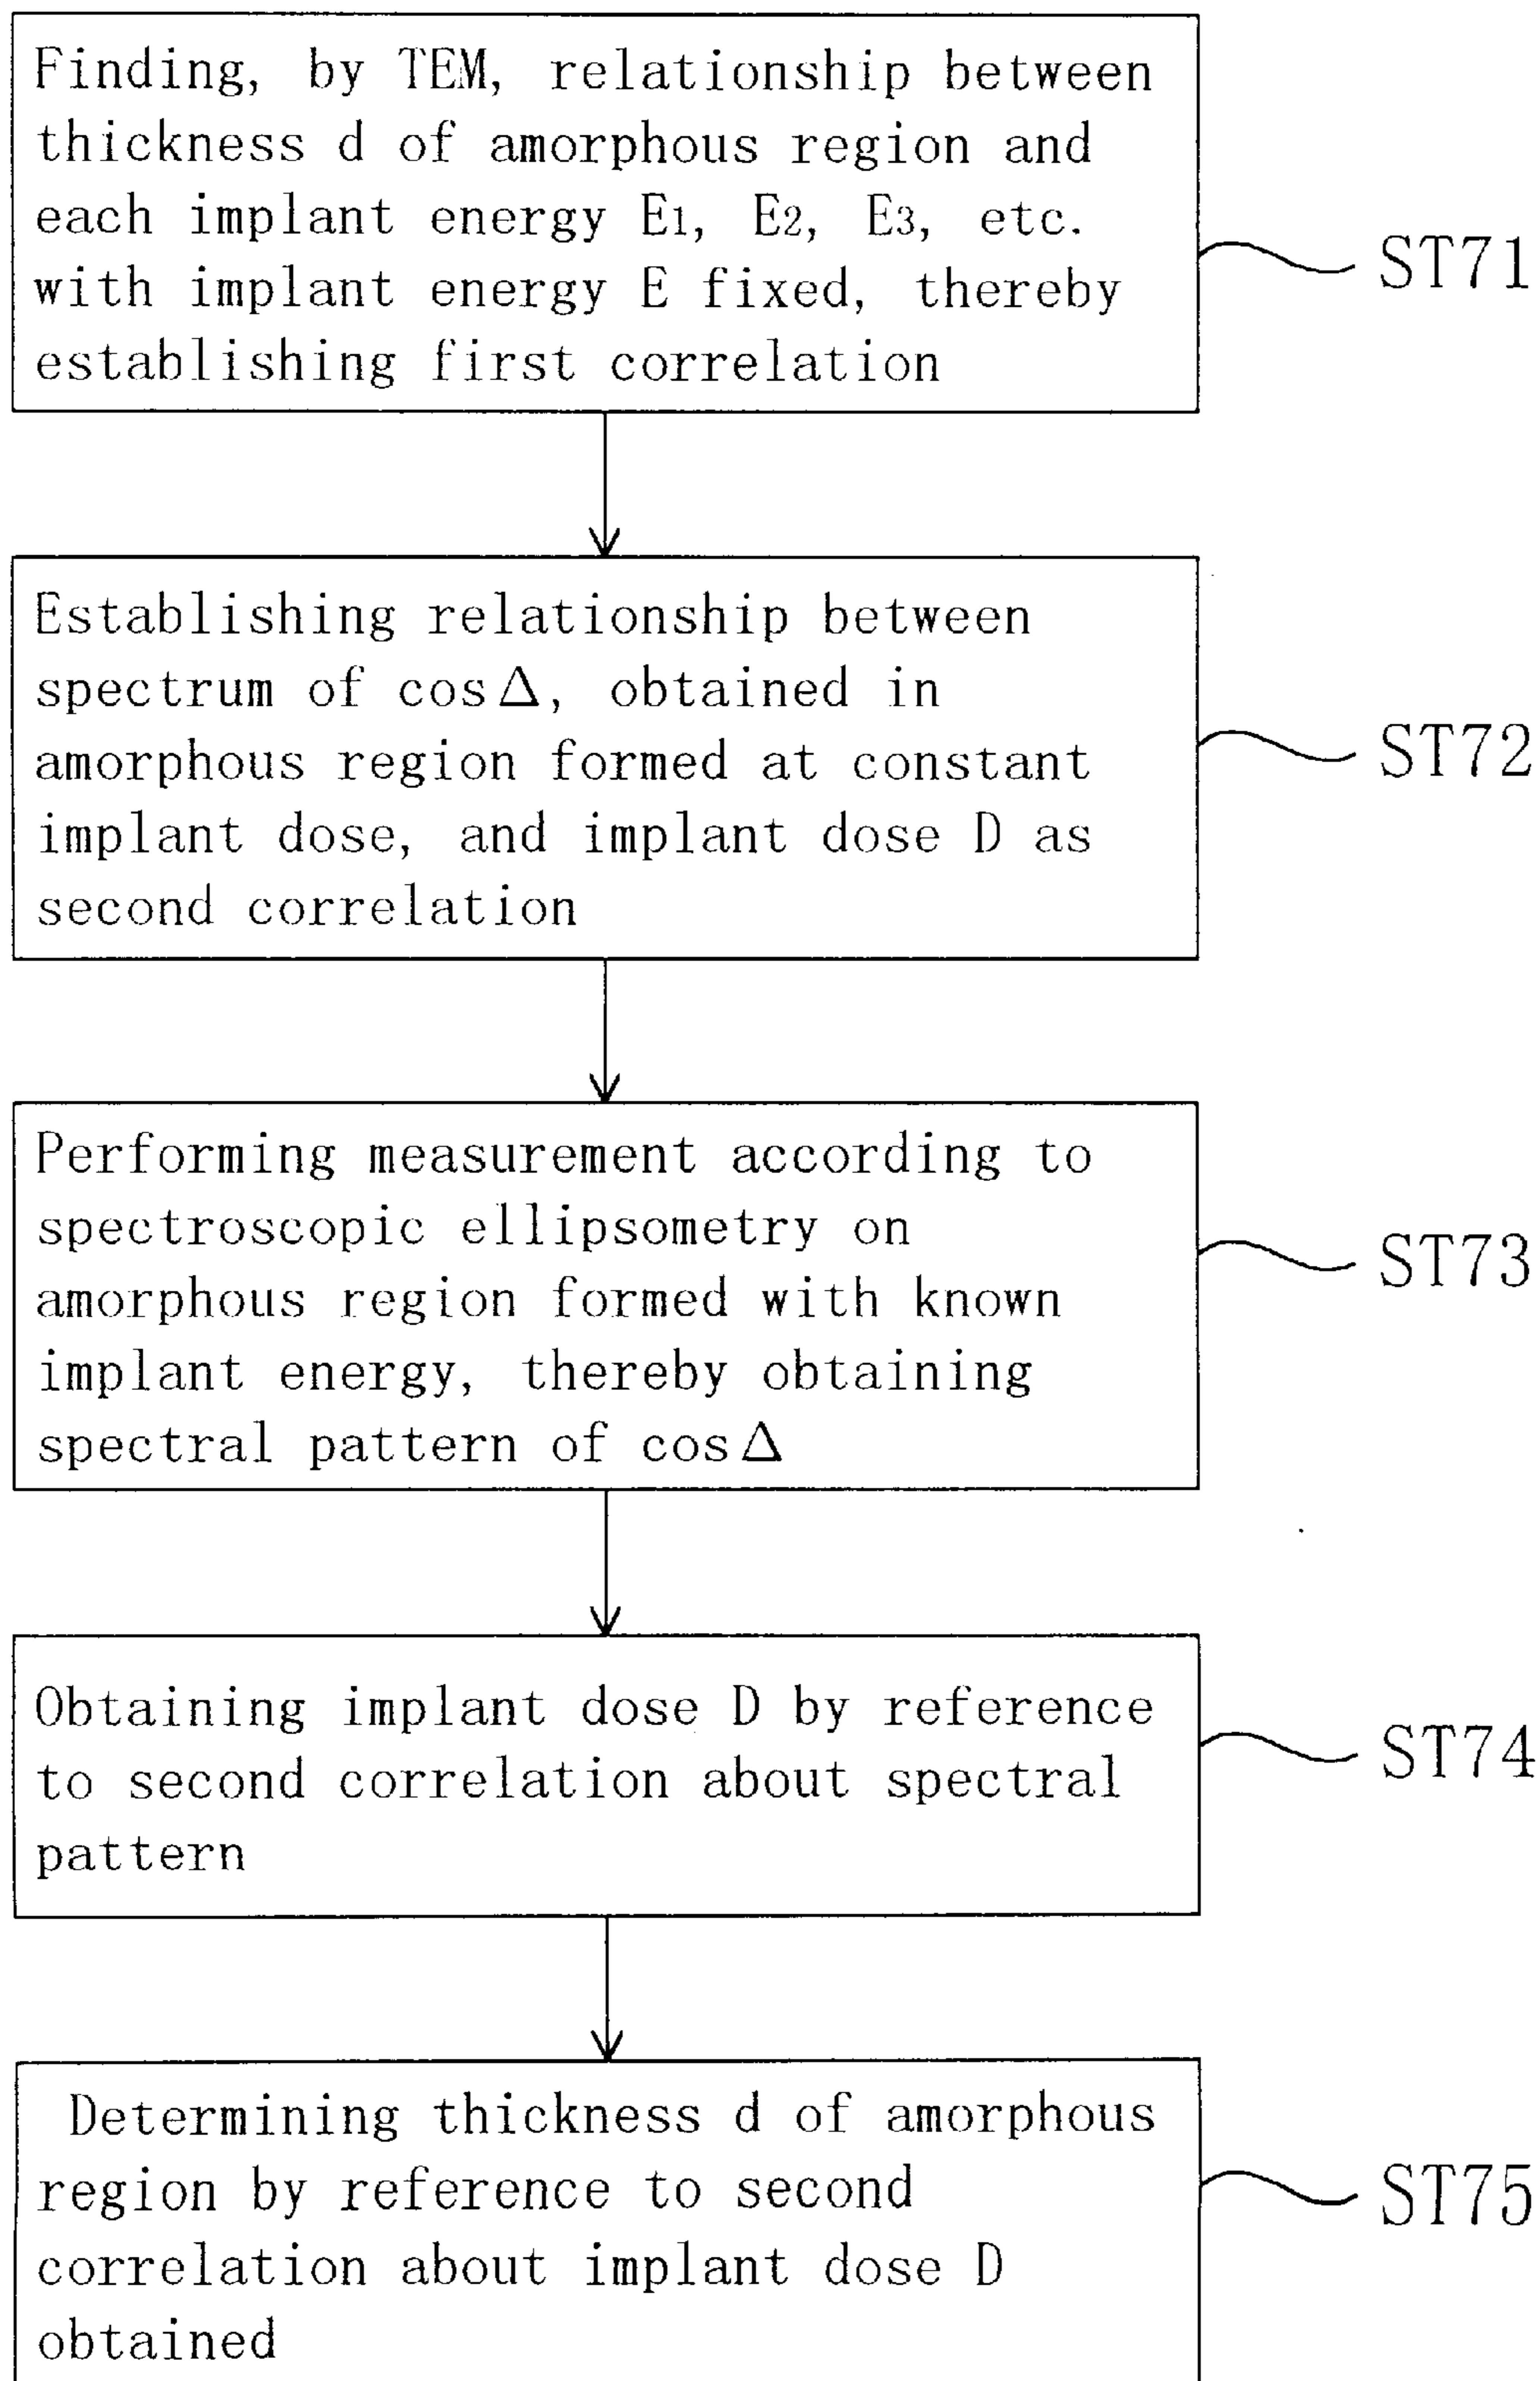 Finding, by TEM, relationship between
thickness d of amorphous region and
each implant energy E1, E2, E3, etc.
with implant energy E fixed, thereby
establishing first correlation
ST71
Establishing relationship between
spectrum of cosΔ, obtained in
amorphous region formed at constant
implant dose, and implant dose D as
second correlation
ST72
Performing measurement according to
spectroscopic ellipsometry on
amorphous region formed with known
implant energy, thereby obtaining
spectral pattern of cosΔ
ST73
Obtaining implant dose D by reference
to second correlation about spectral
pattern
ST74
Determining thickness d of amorphous
region by reference to second
correlation about implant dose D
obtained
ST75